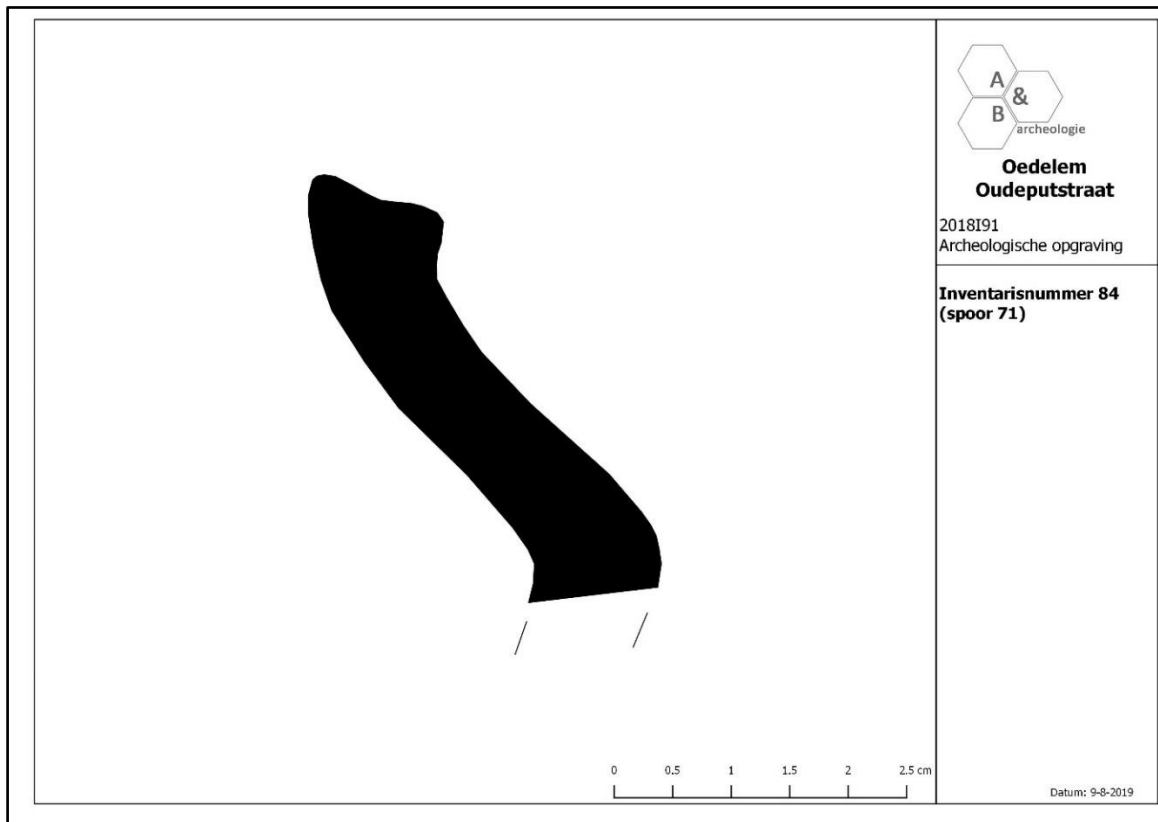 A
&
B
archeologie
Oedelem
Oudeputstraat
2018I91
Archeologische opgraving
Inventarisnummer 84
(spoor 71)
0 0.5 1 1.5 2 2.5 cm
Datum: 9-8-2019